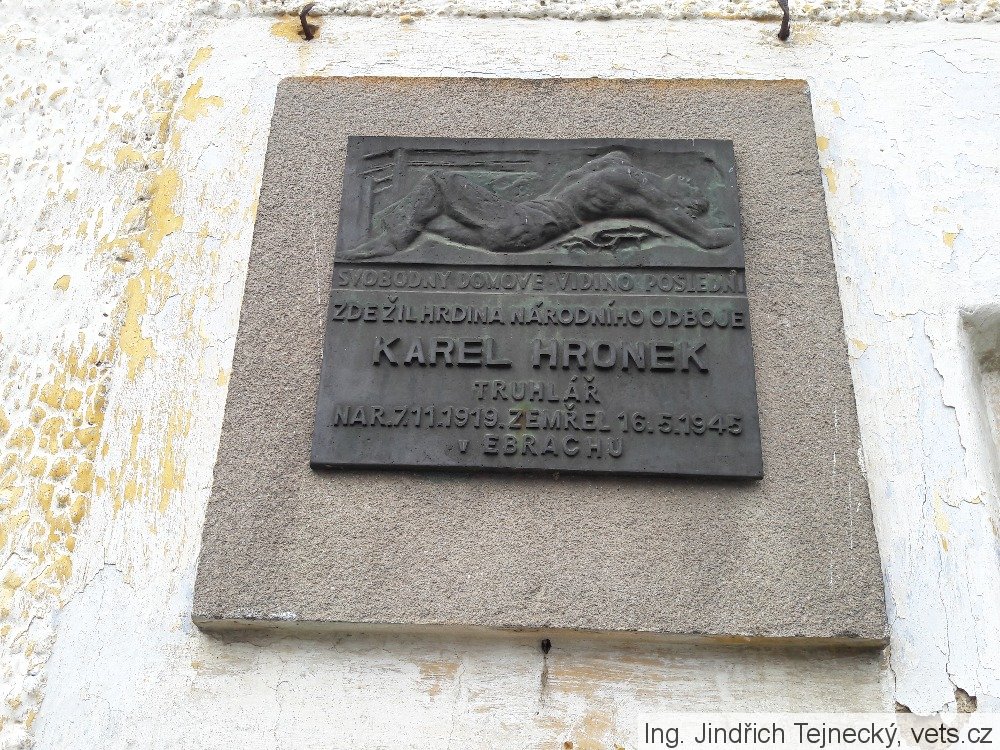 SVOBODNÝ DOMOVE · VIDINO POSLEDNÍ
ZDE ŽIL HRDINA NÁRODNÍHO ODBOJE
KAREL HRONEK
TRUHLÁŘ
NAR. 7.11.1919. ZEMŘEL 16.5.1945
V EBRACHU
Ing. Jindřich Tejnecký, vets.cz